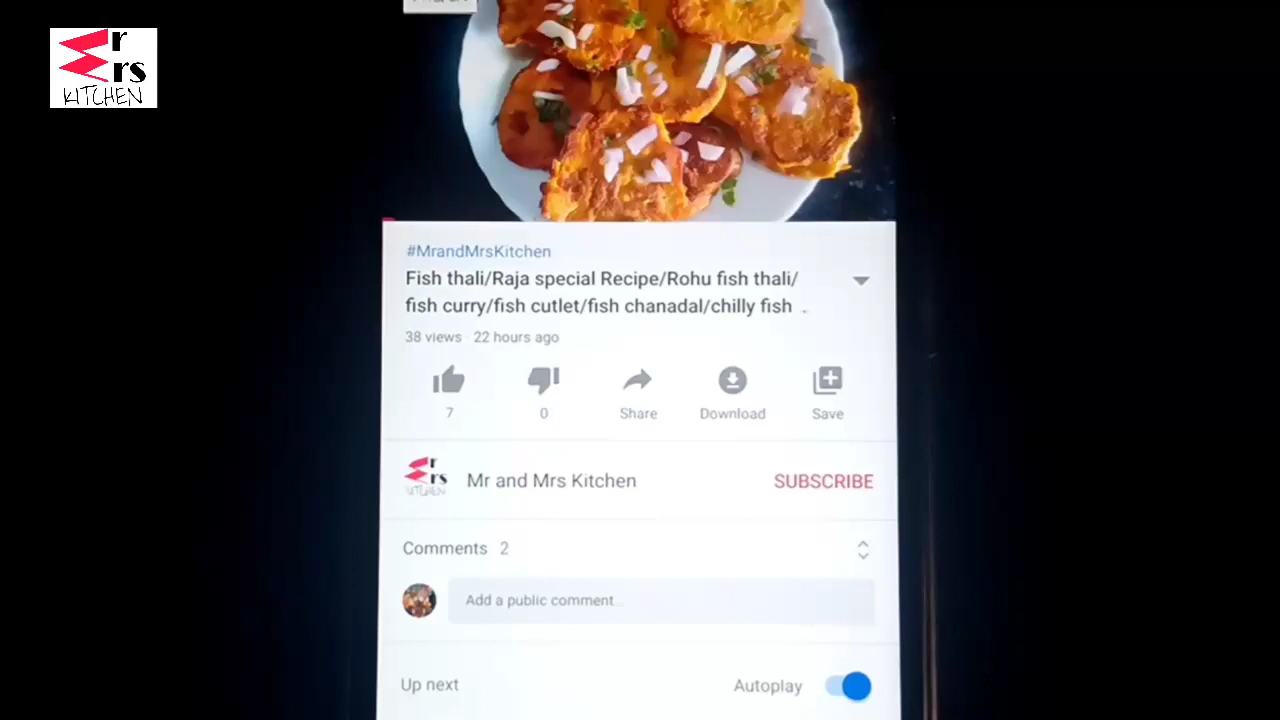 r
rs
KITCHEN
#MrandMrsKitchen
Fish thali/Raja special Recipe/Rohu fish thali/
fish curry/fish cutlet/fish chanadal/chilly fish ..
38 views · 22 hours ago
7
0
Share
Download
Save
r
rs
KITCHEN
Mr and Mrs Kitchen
SUBSCRIBE
Comments 2
Add a public comment...
Up next
Autoplay